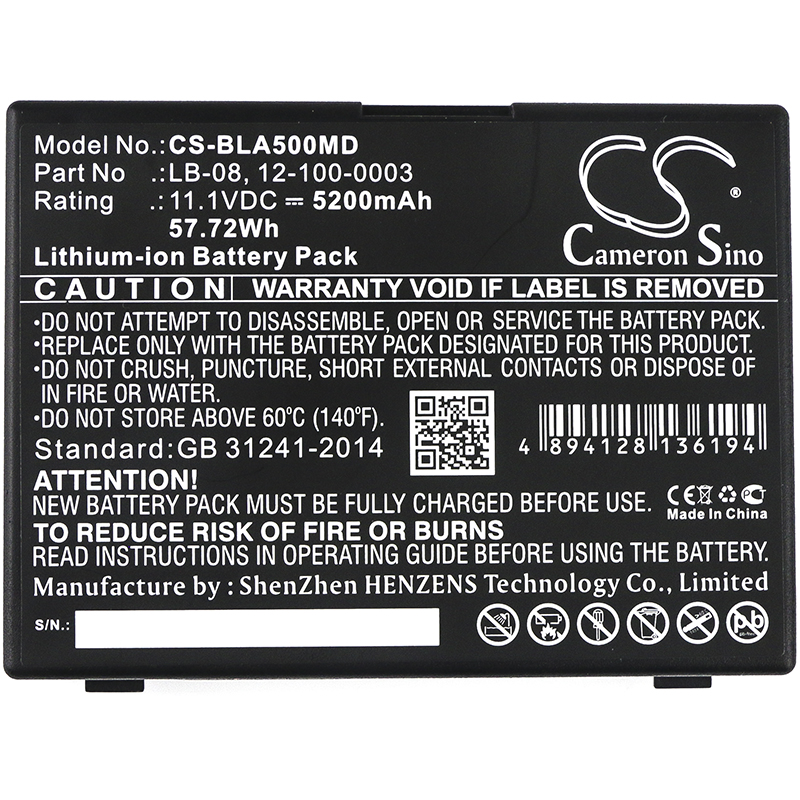 Model No.:CS-BLA500MD
Part No .:LB-08, 12-100-0003
Rating .:11.1VDC ⎓ 5200mAh
57.72Wh
Lithium-ion Battery Pack
CS
®
Cameron Sino
CAUTION WARRANTY VOID IF LABEL IS REMOVED
•DO NOT ATTEMPT TO DISASSEMBLE, OPEN OR SERVICE THE BATTERY PACK.
•REPLACE ONLY WITH THE BATTERY PACK DESIGNATED FOR THIS PRODUCT.
•DO NOT CRUSH, PUNCTURE, SHORT EXTERNAL CONTACTS OR DISPOSE OF
IN FIRE OR WATER.
•DO NOT STORE ABOVE 60ºC (140ºF).
Standard:GB 31241-2014
4 894128 136194
ATTENTION!
NEW BATTERY PACK MUST BE FULLY CHARGED BEFORE USE.
TO REDUCE RISK OF FIRE OR BURNS
READ INSTRUCTIONS IN OPERATING GUIDE BEFORE USING THE BATTERY.
CE
Made In China
Manufactured by : ShenZhen HENZENS Technology Co., Limited
S/N.:
pb